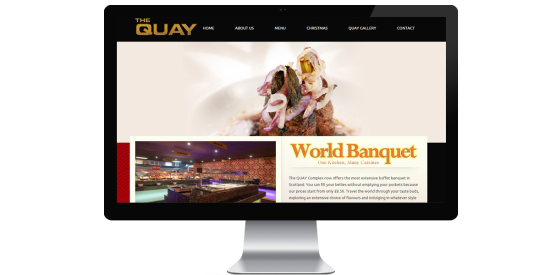 THE
QUAY
HOME ABOUT US MENU CHRISTMAS QUAY GALLERY CONTACT
World Banquet
One Kitchen, Many Cuisines
The QUAY Complex now offers the most extensive buffet banquet in
Scotland. You can fill your bellies without emptying your pockets because
our prices start from only £8.50. Travel the world through your taste buds,
exploring an extensive choice of flavours and indulging in whatever style